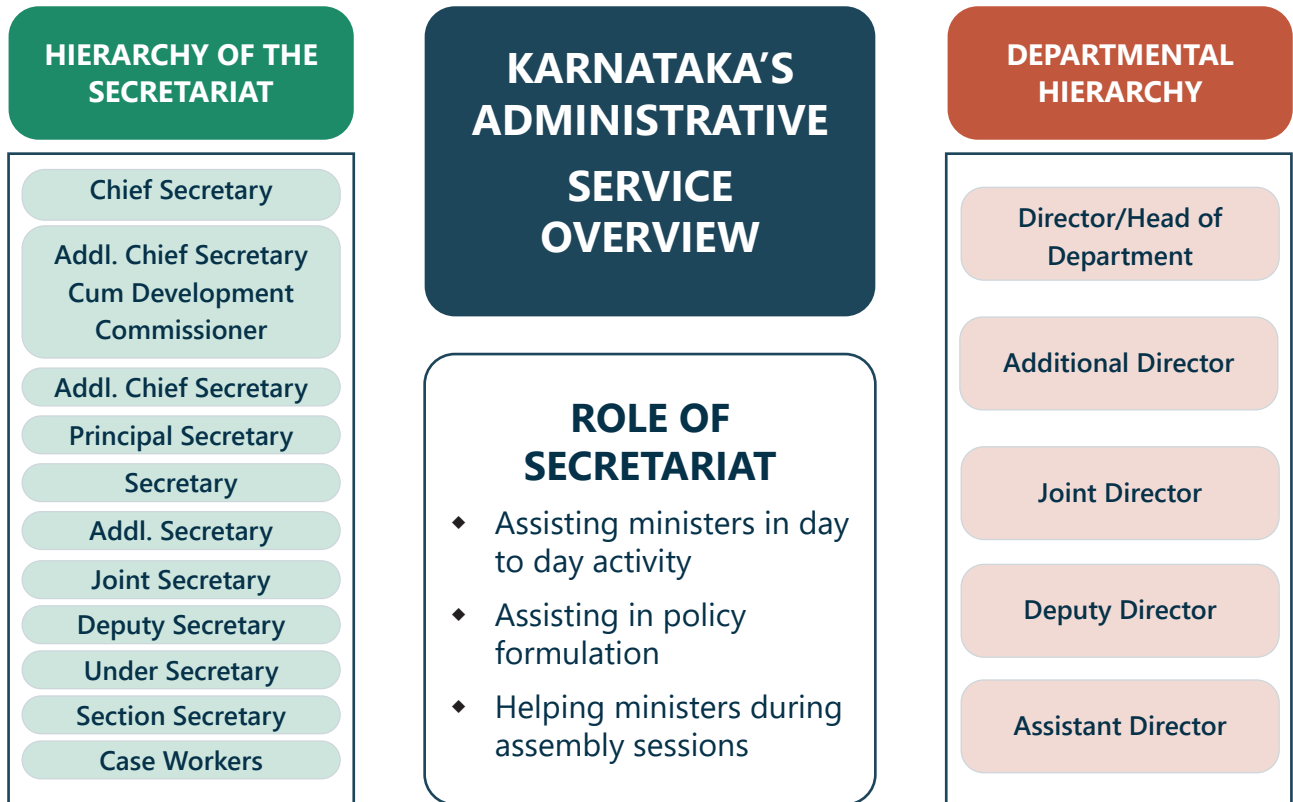 HIERARCHY OF THE
SECRETARIAT
Chief Secretary
Addl. Chief Secretary
Cum Development
Commissioner
Addl. Chief Secretary
Principal Secretary
Secretary
Addl. Secretary
Joint Secretary
Deputy Secretary
Under Secretary
Section Secretary
Case Workers
KARNATAKA’S
ADMINISTRATIVE
SERVICE
OVERVIEW
ROLE OF
SECRETARIAT
◆ Assisting ministers in day
to day activity
◆ Assisting in policy
formulation
◆ Helping ministers during
assembly sessions
DEPARTMENTAL
HIERARCHY
Director/Head of
Department
Additional Director
Joint Director
Deputy Director
Assistant Director